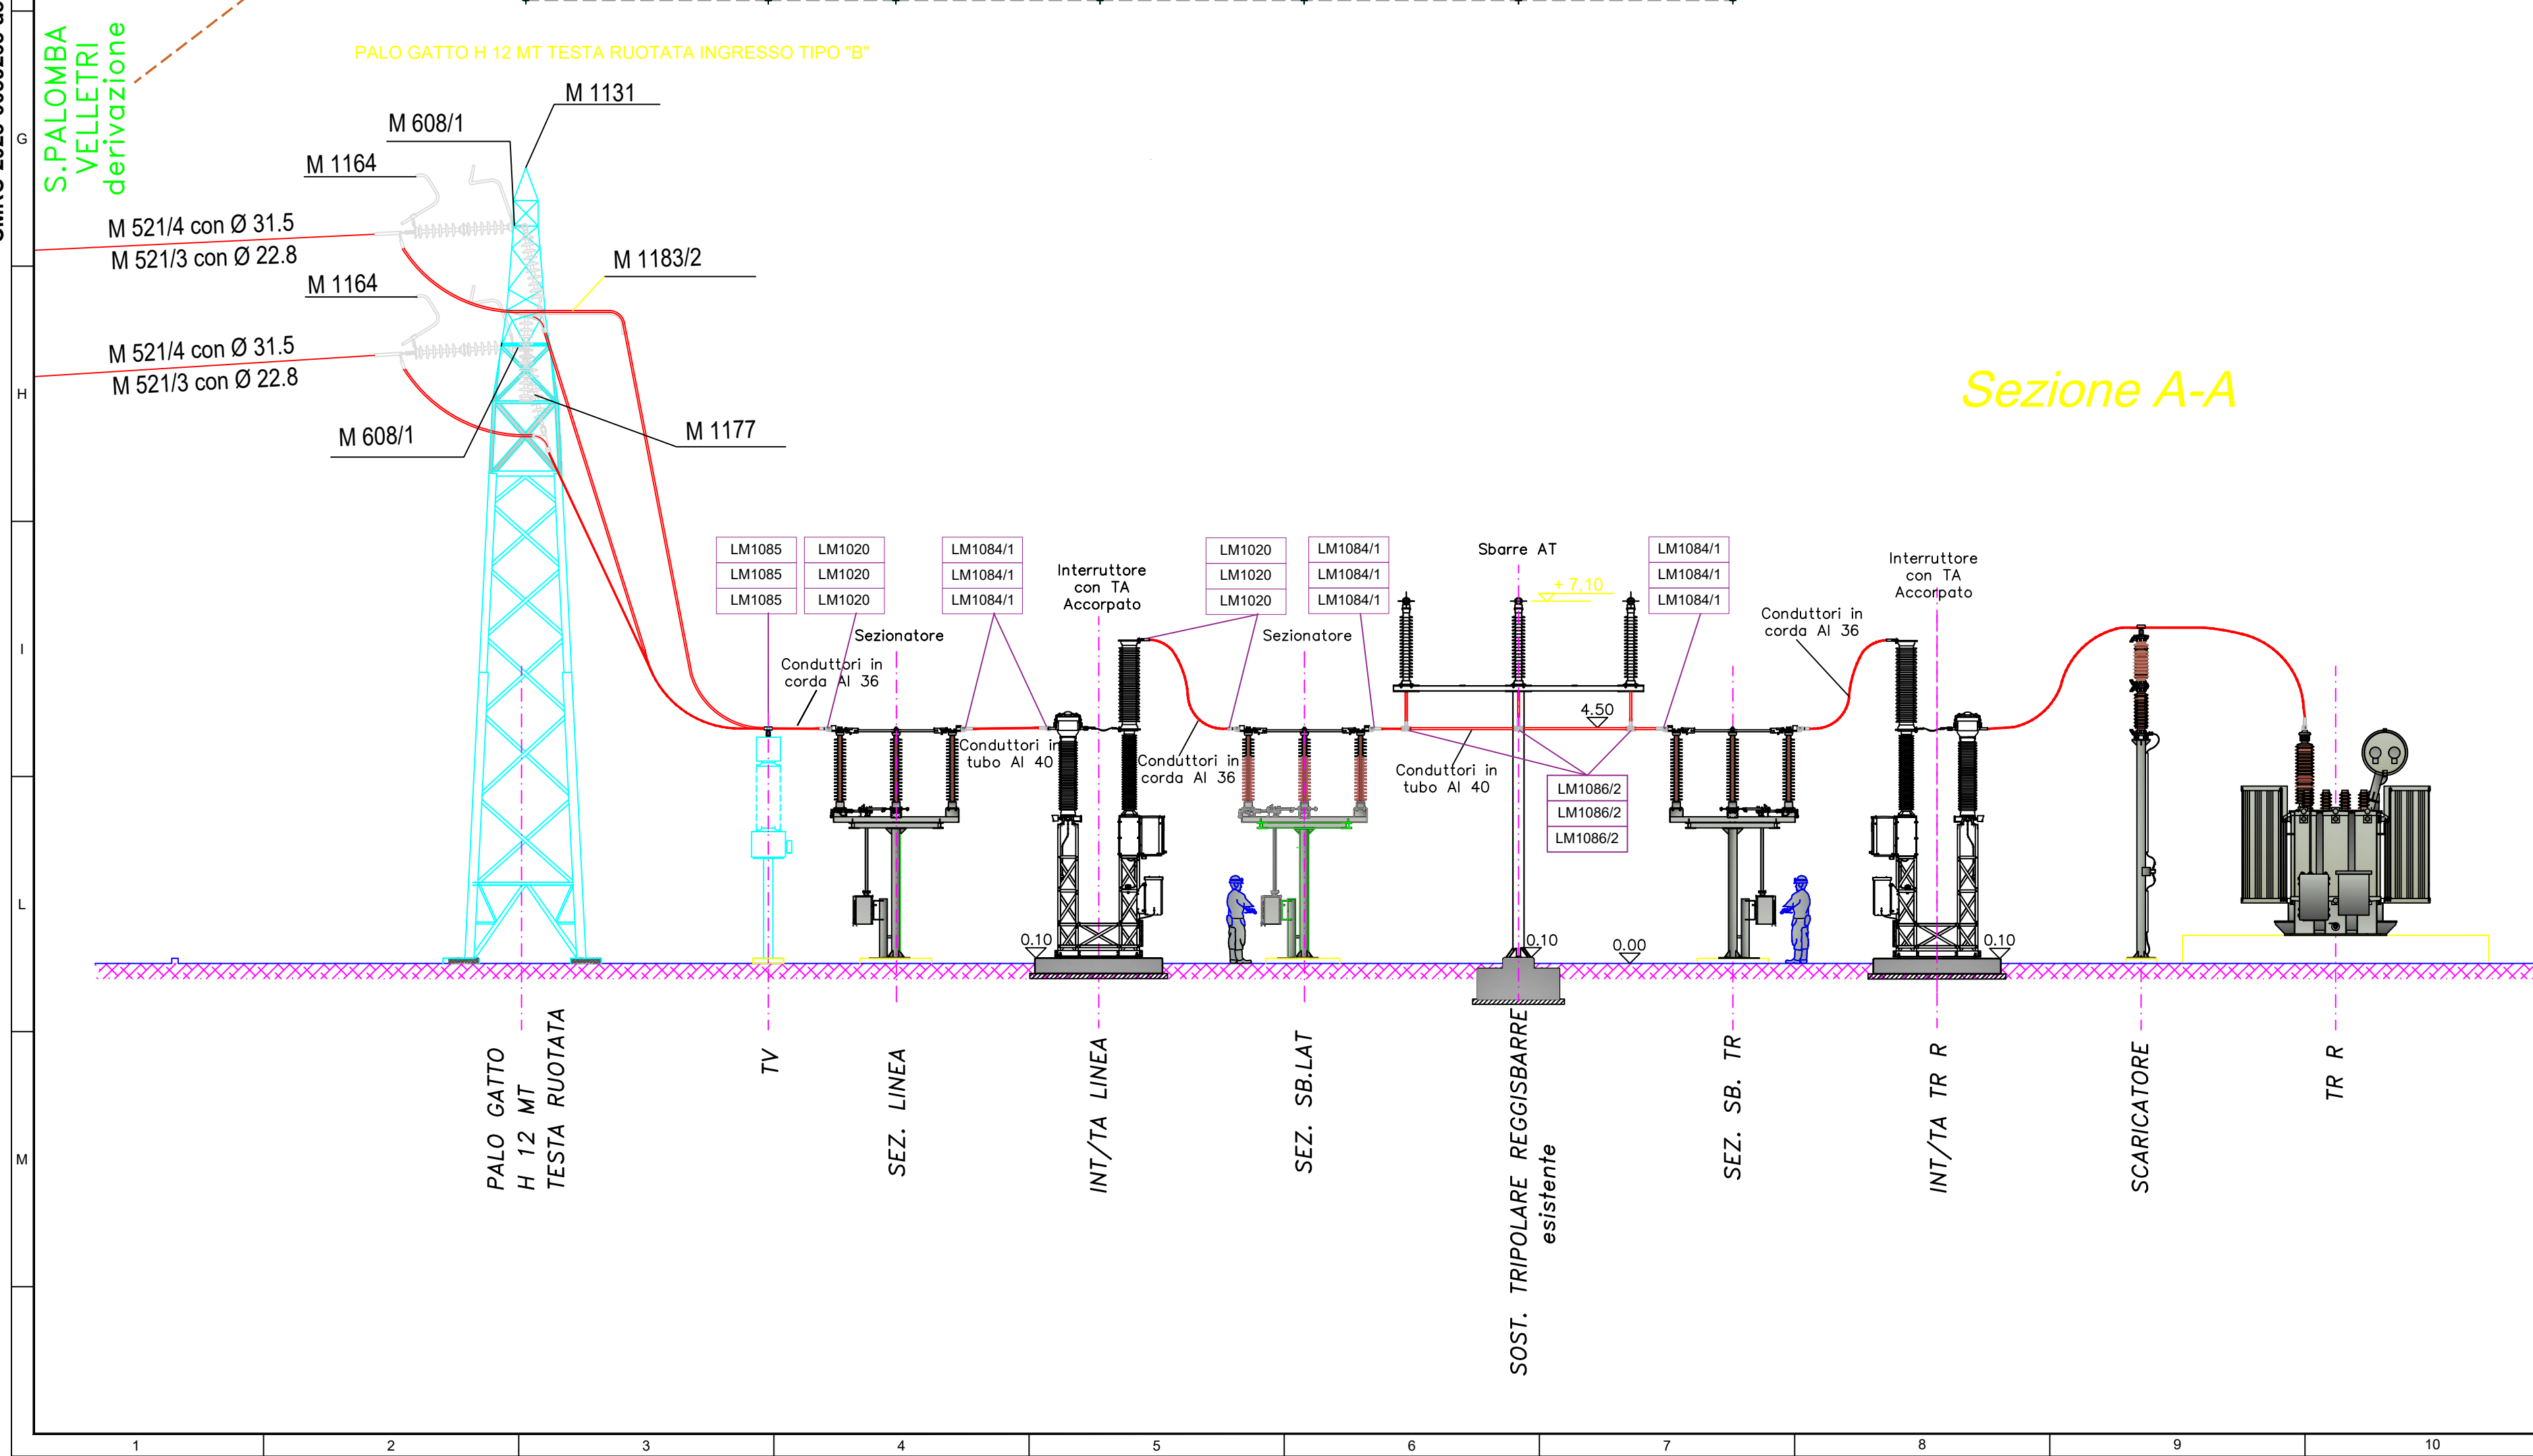 S.PALOMBA
VELLETRI
derivazione
PALO GATTO H 12 MT TESTA RUOTATA INGRESSO TIPO "B"
M 1131
M 608/1
M 1164
M 521/4 con Ø 31.5
M 521/3 con Ø 22.8
M 1183/2
M 1164
M 521/4 con Ø 31.5
M 521/3 con Ø 22.8
M 608/1
M 1177
Sezione A-A
LM1085
LM1085
LM1085
LM1020
LM1020
LM1020
LM1084/1
LM1084/1
LM1084/1
Interruttore
con TA
Accorpato
LM1020
LM1020
LM1020
LM1084/1
LM1084/1
LM1084/1
Sbarre AT
+ 7,10
LM1084/1
LM1084/1
LM1084/1
Interruttore
con TA
Accorpato
Conduttori in
corda Al 36
Sezionatore
Sezionatore
Conduttori in
corda Al 36
4.50
Conduttori in
tubo Al 40
Conduttori in
corda Al 36
Conduttori in
tubo Al 40
LM1086/2
LM1086/2
LM1086/2
0.10
0.10
0.00
0.10
PALO GATTO
H 12 MT
TESTA RUOTATA
TV
SEZ. LINEA
INT/TA LINEA
SEZ. SB.LAT
SOST. TRIPOLARE REGGISBARRE
esistente
SEZ. SB. TR
INT/TA TR R
SCARICATORE
TR R
G
H
I
L
M
1
2
3
4
5
6
7
8
9
10